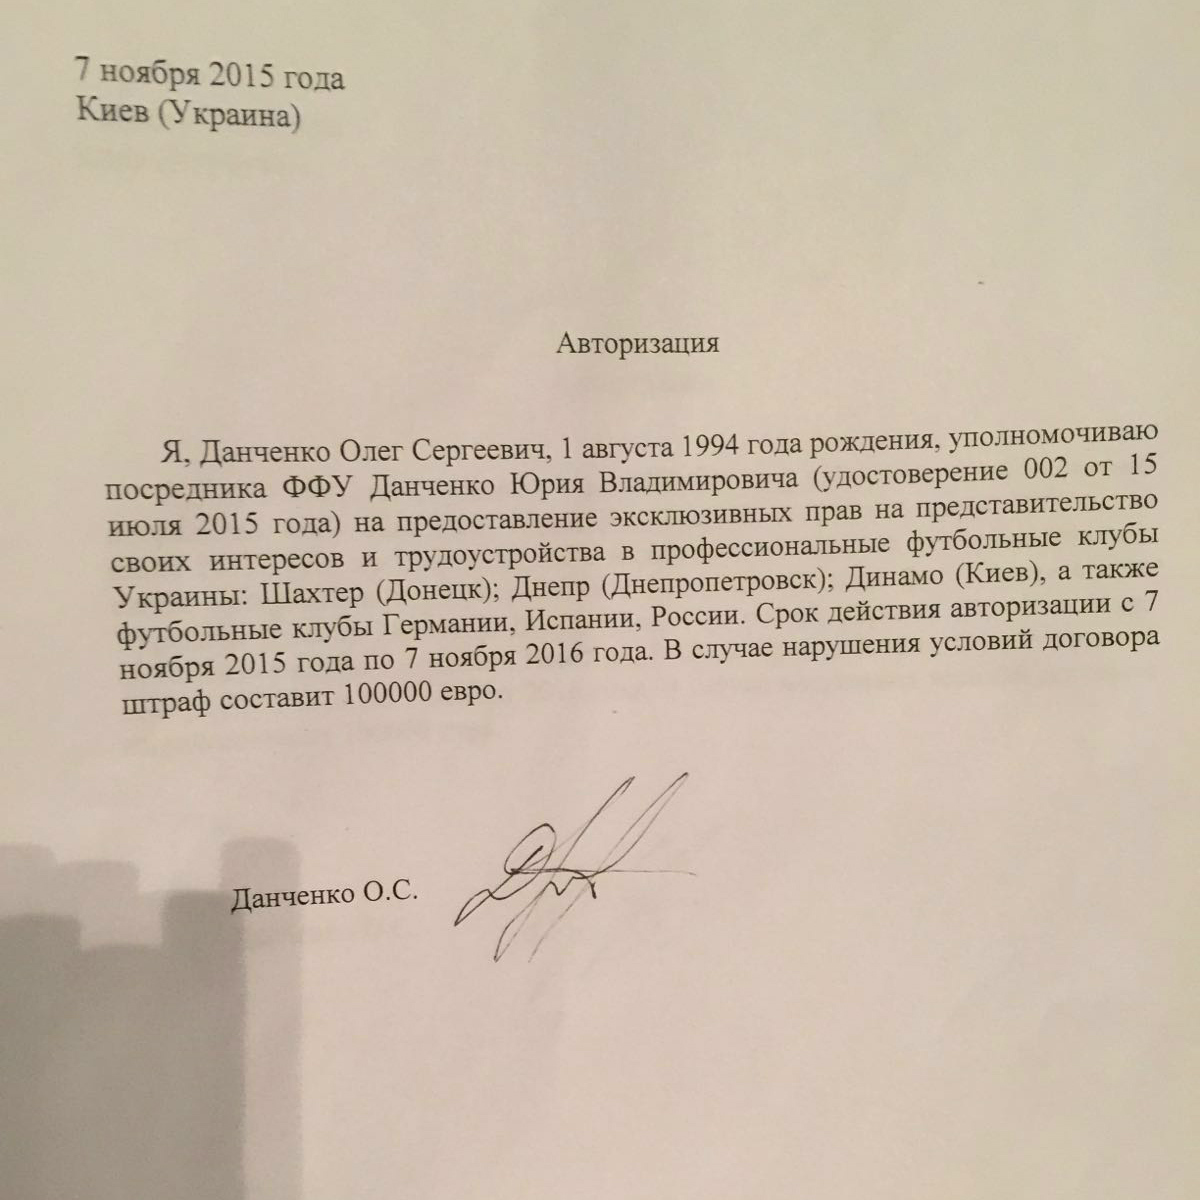 7 ноября 2015 года
Киев (Украина)
Авторизация
Я, Данченко Олег Сергеевич, 1 августа 1994 года рождения, уполномочиваю
посредника ФФУ Данченко Юрия Владимировича (удостоверение 002 от 15
июля 2015 года) на предоставление эксклюзивных прав на представительство
своих интересов и трудоустройства в профессиональные футбольные клубы
Украины: Шахтер (Донецк); Днепр (Днепропетровск); Динамо (Киев), а также
футбольные клубы Германии, Испании, России. Срок действия авторизации с 7
ноября 2015 года по 7 ноября 2016 года. В случае нарушения условий договора
штраф составит 100000 евро.
Данченко О.С.